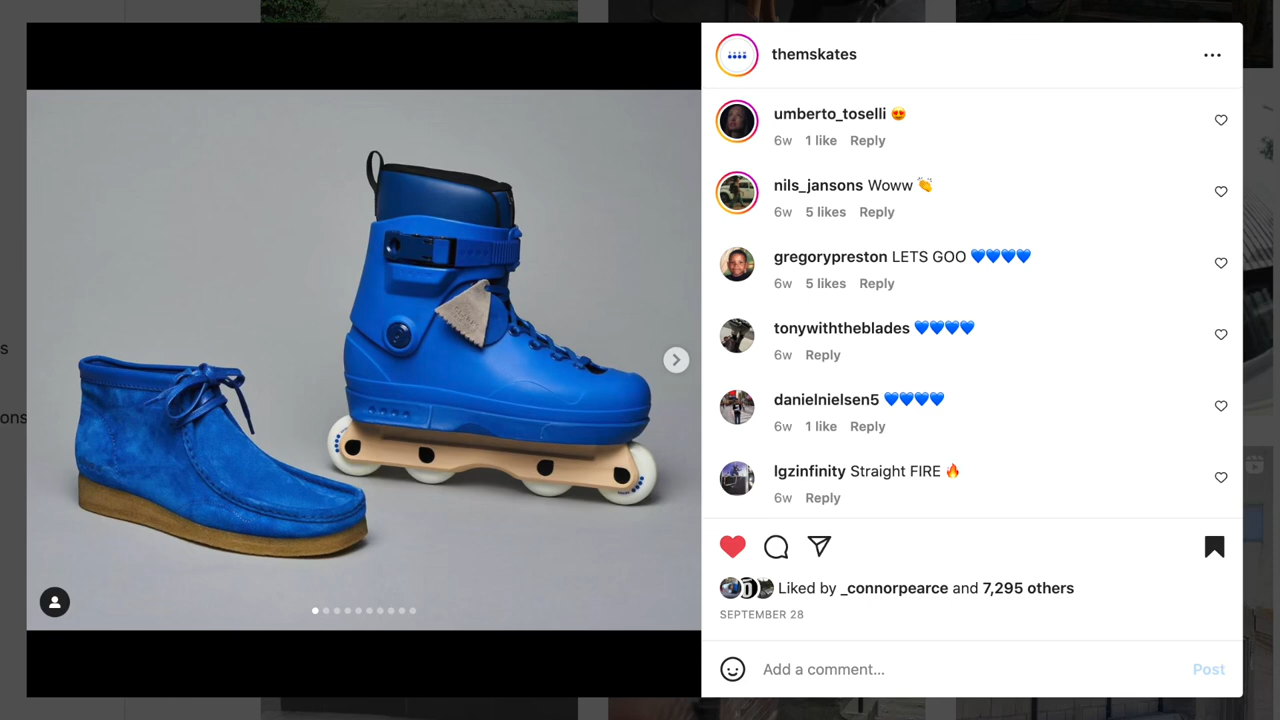 themskates
umberto_toselli 😍
6w 1 like Reply
nils_jansons Woww 👏
6w 5 likes Reply
gregorypreston LETS GOO 💙💙💙💙
6w 5 likes Reply
tonywiththeblades 💙💙💙💙
6w Reply
danielnielsen5 💙💙💙💙
6w 1 like Reply
lgzinfinity Straight FIRE 🔥
6w Reply
Liked by _connorpearce and 7,295 others
SEPTEMBER 28
Add a comment...
Post
s
ons